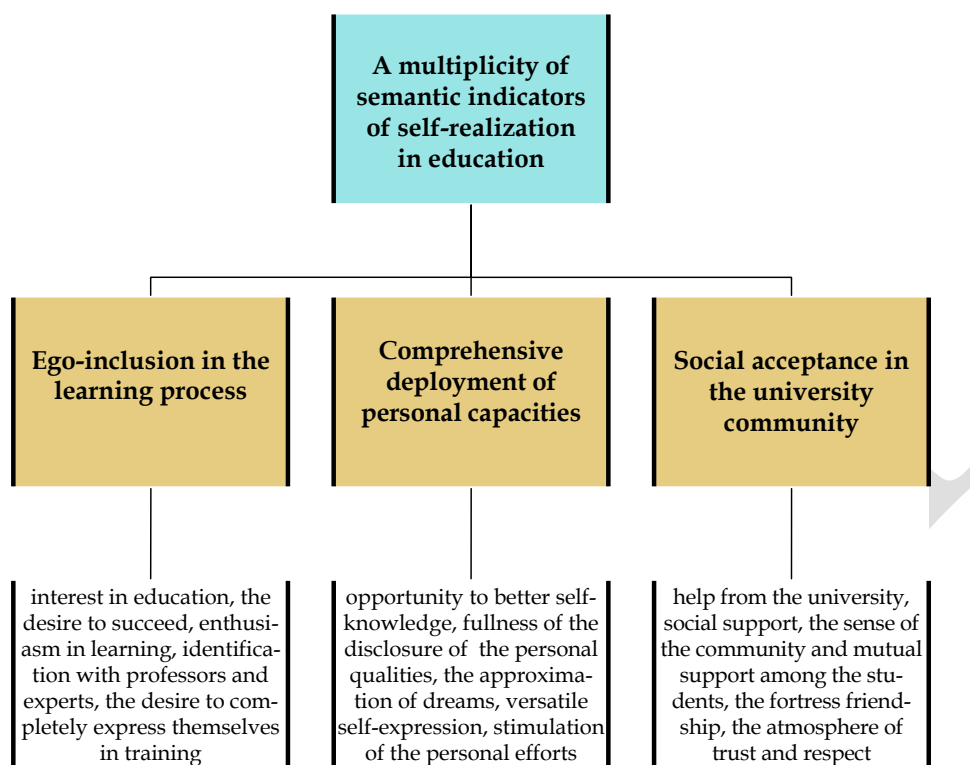 A multiplicity of
semantic indicators
of self-realization
in education
Ego-inclusion in the
learning process
Comprehensive
deployment of
personal capacities
Social acceptance in
the university
community
interest in education, the
desire to succeed, enthusi-
asm in learning, identifica-
tion with professors and
experts, the desire to com-
pletely express themselves
in training
opportunity to better self-
knowledge, fullness of the
disclosure of the personal
qualities, the approxima-
tion of dreams, versatile
self-expression, stimulation
of the personal efforts
help from the university,
social support, the sense of
the community and mutual
support among the stu-
dents, the fortress friend-
ship, the atmosphere of
trust and respect